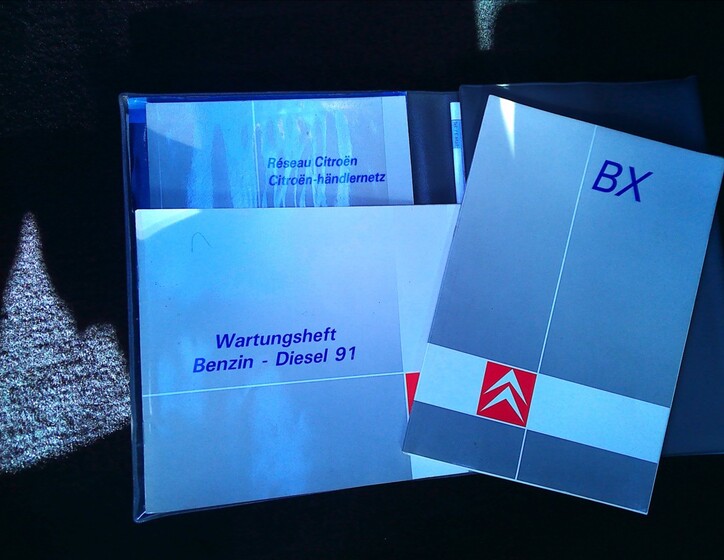 Réseau Citroën
Citroën-händlernetz
Wartungsheft
Benzin - Diesel 91
BX